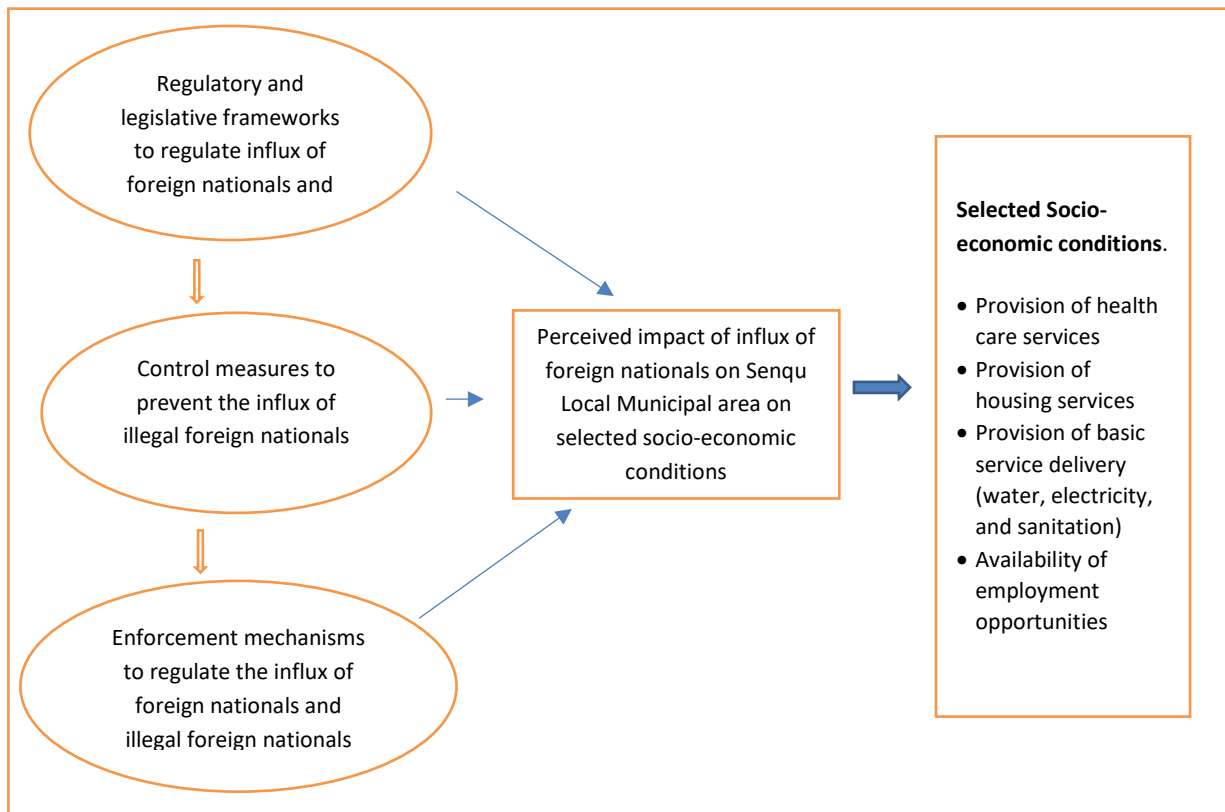 Regulatory and
legislative frameworks
to regulate influx of
foreign nationals and
Control measures to
prevent the influx of
illegal foreign nationals
Enforcement mechanisms
to regulate the influx of
foreign nationals and
illegal foreign nationals
Perceived impact of influx of
foreign nationals on Senqu
Local Municipal area on
selected socio-economic
conditions
Selected Socio-
economic conditions.
• Provision of health
care services
• Provision of
housing services
• Provision of basic
service delivery
(water, electricity,
and sanitation)
• Availability of
employment
opportunities